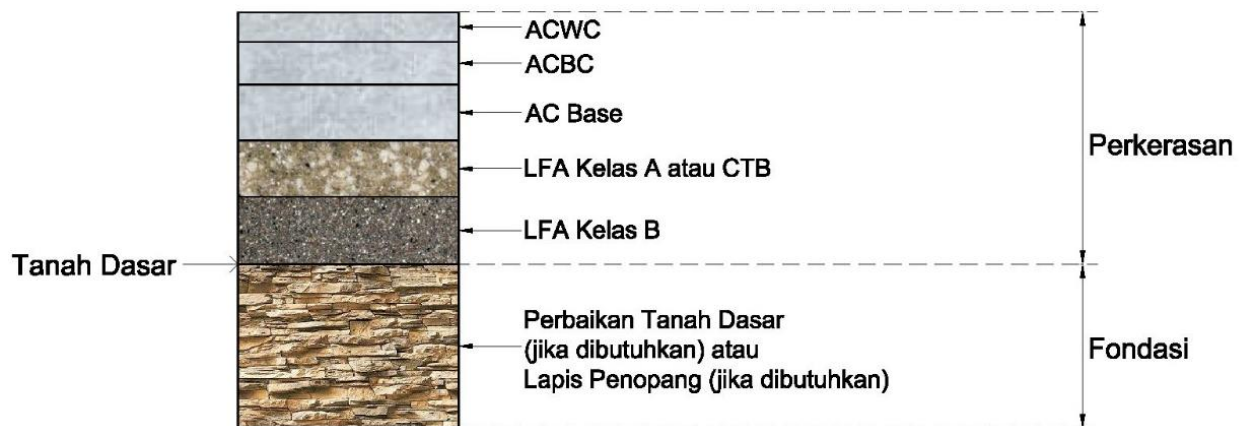 ACWC
ACBC
AC Base
LFA Kelas A atau CTB
LFA Kelas B
Perkerasan
Tanah Dasar
Perbaikan Tanah Dasar
(jika dibutuhkan) atau
Lapis Penopang (jika dibutuhkan)
Fondasi